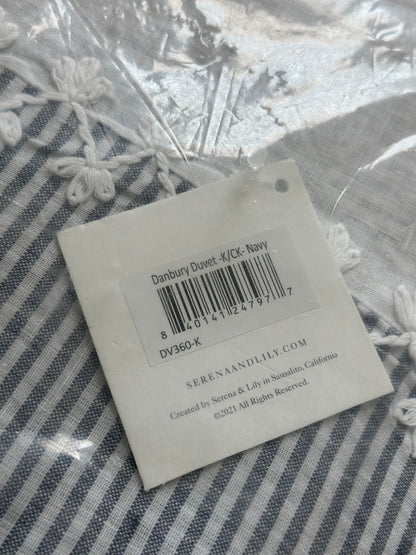 Danbury Duvet -K/CK- Navy
8 40141 24797 7
DV360-K
SERENAANDLILY.COM
Created by Serena & Lily in Sausalito, California
©2021 All Rights Reserved.